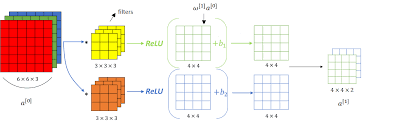 filters
ω[1]a[0]
ReLU
+b1
6 × 6 × 3
3 × 3 × 3
4 × 4
4 × 4
a[0]
ReLU
+b2
4 × 4 × 2
a[1]
3 × 3 × 3
4 × 4
4 × 4